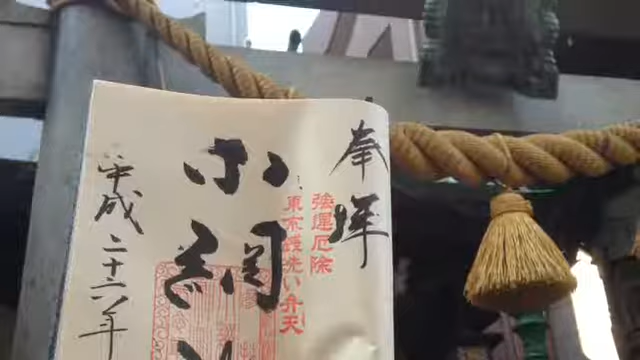 奉拝
強運厄除
東京銭洗い弁天
小網
平成二十六年